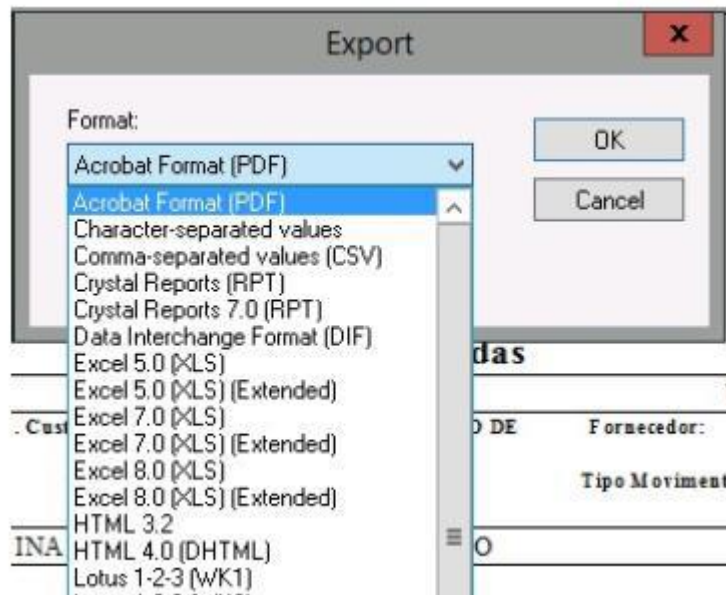 Export
x
Format:
OK
Acrobat Format (PDF)
Cancel
Acrobat Format (PDF)
Character-separated values
Comma-separated values (CSV)
Crystal Reports (RPT)
Crystal Reports 7.0 (RPT)
Data Interchange Format (DIF)
das
Excel 5.0 (XLS)
Excel 5.0 (XLS) (Extended)
Excel 7.0 (XLS)
. Cust
DE
Fornecedor:
Excel 7.0 (XLS) (Extended)
Excel 8.0 (XLS)
Tipo Moviment
Excel 8.0 (XLS) (Extended)
HTML 3.2
INA
HTML 4.0 (DHTML)
O
Lotus 1-2-3 (WK1)